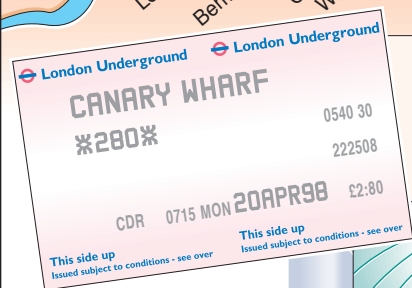 London Underground London Underground
CANARY WHARF
*280*
0540 30
222508
CDR 0715 MON 20APR98 £2:80
This side up This side up
Issued subject to conditions - see over Issued subject to conditions - see over